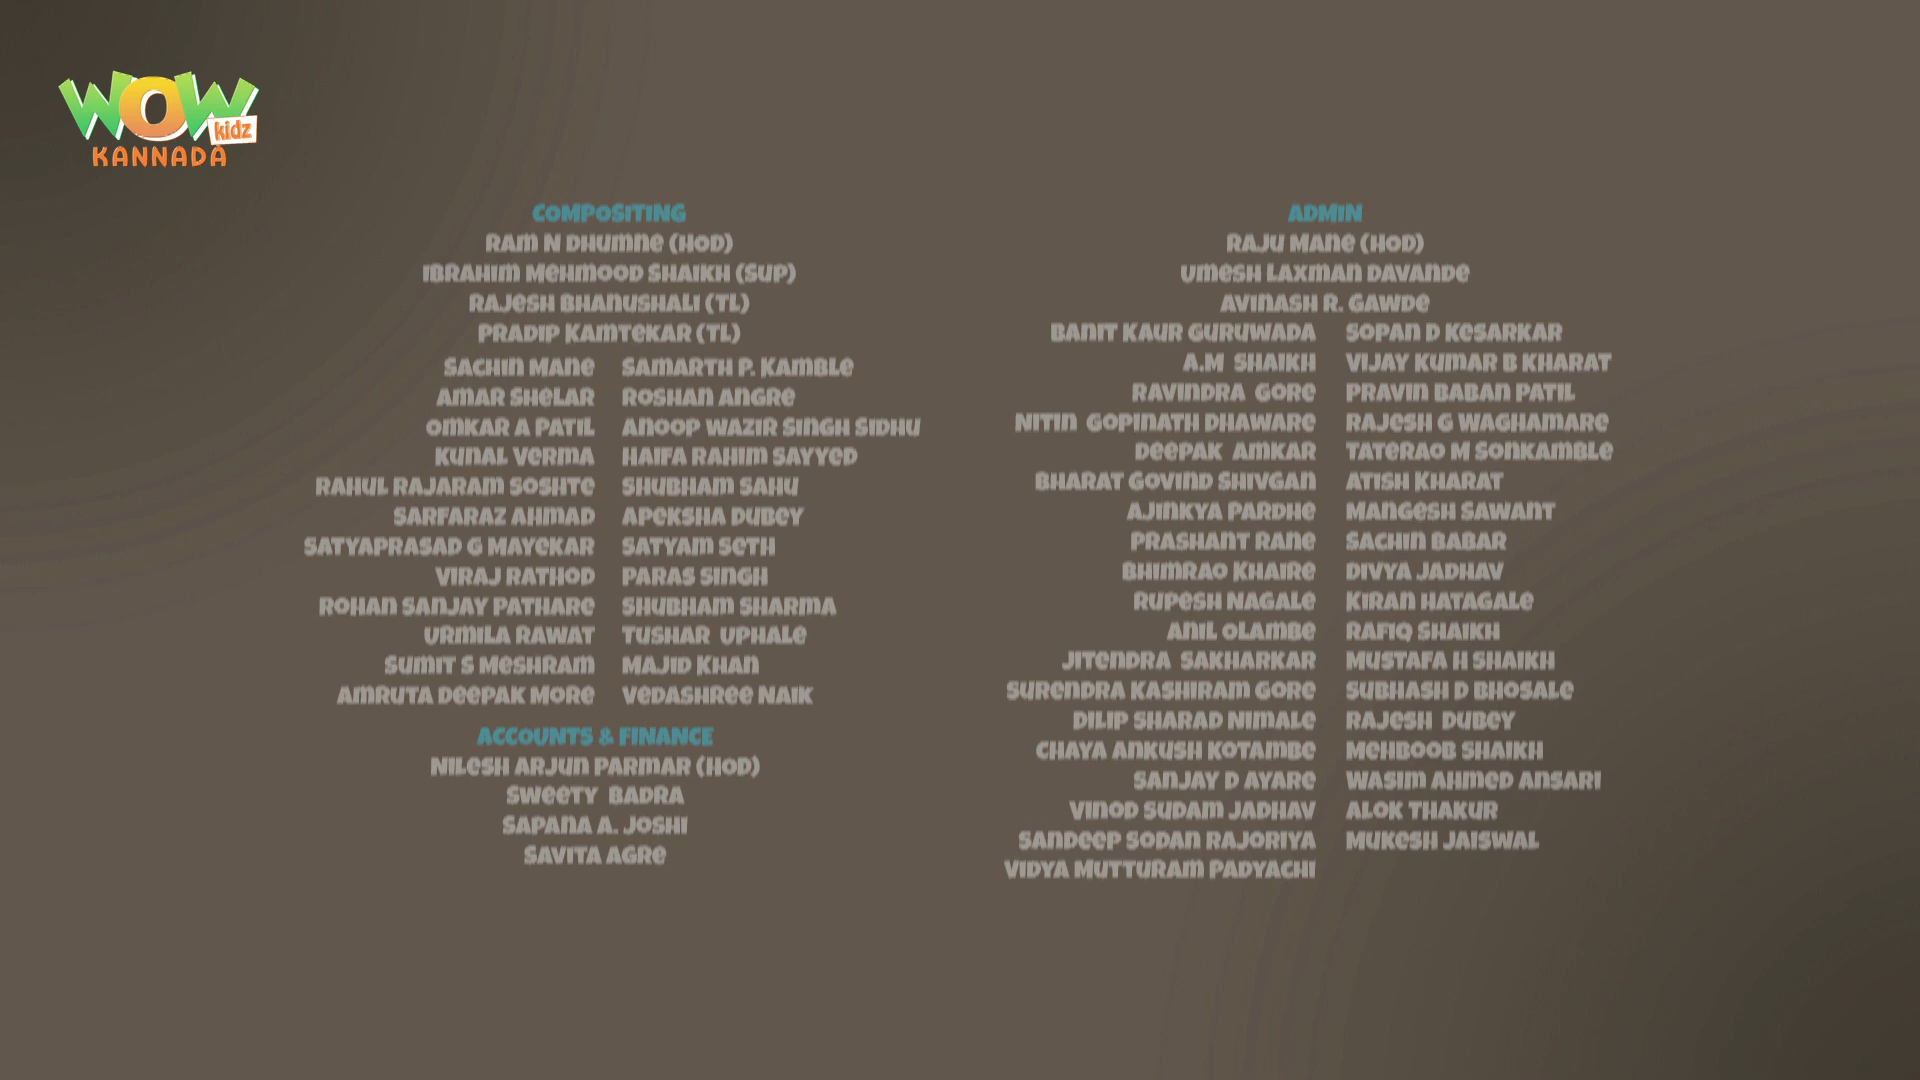 WOW
kidz
KANNADA
COMPOSITING
RAM N DHUMNE (HOD)
IBRAHIM MEHMOOD SHAIKH (SUP)
RAJESH BHANUSHALI (TL)
PRADIP KAMTEKAR (TL)
SACHIN MANE SAMARTH P. KAMBLE
AMAR SHELAR ROSHAN ANGRE
OMKAR A PATIL ANOOP WAZIR SINGH SIDHU
KUNAL VERMA HAIFA RAHIM SAYYED
RAHUL RAJARAM SOSHTE SHUBHAM SAHU
SARFARAZ AHMAD APEKSHA DUBEY
SATYAPRASAD G MAYEKAR SATYAM SETH
VIRAJ RATHOD PARAS SINGH
ROHAN SANJAY PATHARE SHUBHAM SHARMA
URMILA RAWAT TUSHAR UPHALE
SUMIT S MESHRAM MAJID KHAN
AMRUTA DEEPAK MORE VEDASHREE NAIK
ACCOUNTS & FINANCE
NILESH ARJUN PARMAR (HOD)
SWEETY BADRA
SAPANA A. JOSHI
SAVITA AGRE
ADMIN
RAJU MANE (HOD)
UMESH LAXMAN DAVANDE
AVINASH R. GAWDE
BANIT KAUR GURUWADA SOPAN D KESARKAR
A.M SHAIKH VIJAY KUMAR B KHARAT
RAVINDRA GORE PRAVIN BABAN PATIL
NITIN GOPINATH DHAWARE RAJESH G WAGHAMARE
DEEPAK AMKAR TATERAO M SONKAMBLE
BHARAT GOVIND SHIVGAN ATISH KHARAT
AJINKYA PARDHE MANGESH SAWANT
PRASHANT RANE SACHIN BABAR
BHIMRAO KHAIRE DIVYA JADHAV
RUPESH NAGALE KIRAN HATAGALE
ANIL OLAMBE RAFIQ SHAIKH
JITENDRA SAKHARKAR MUSTAFA H SHAIKH
SURENDRA KASHIRAM GORE SUBHASH D BHOSALE
DILIP SHARAD NIMALE RAJESH DUBEY
CHAYA ANKUSH KOTAMBE MEHBOOB SHAIKH
SANJAY D AYARE WASIM AHMED ANSARI
VINOD SUDAM JADHAV ALOK THAKUR
SANDEEP SODAN RAJORIYA MUKESH JAISWAL
VIDYA MUTTURAM PADYACHI